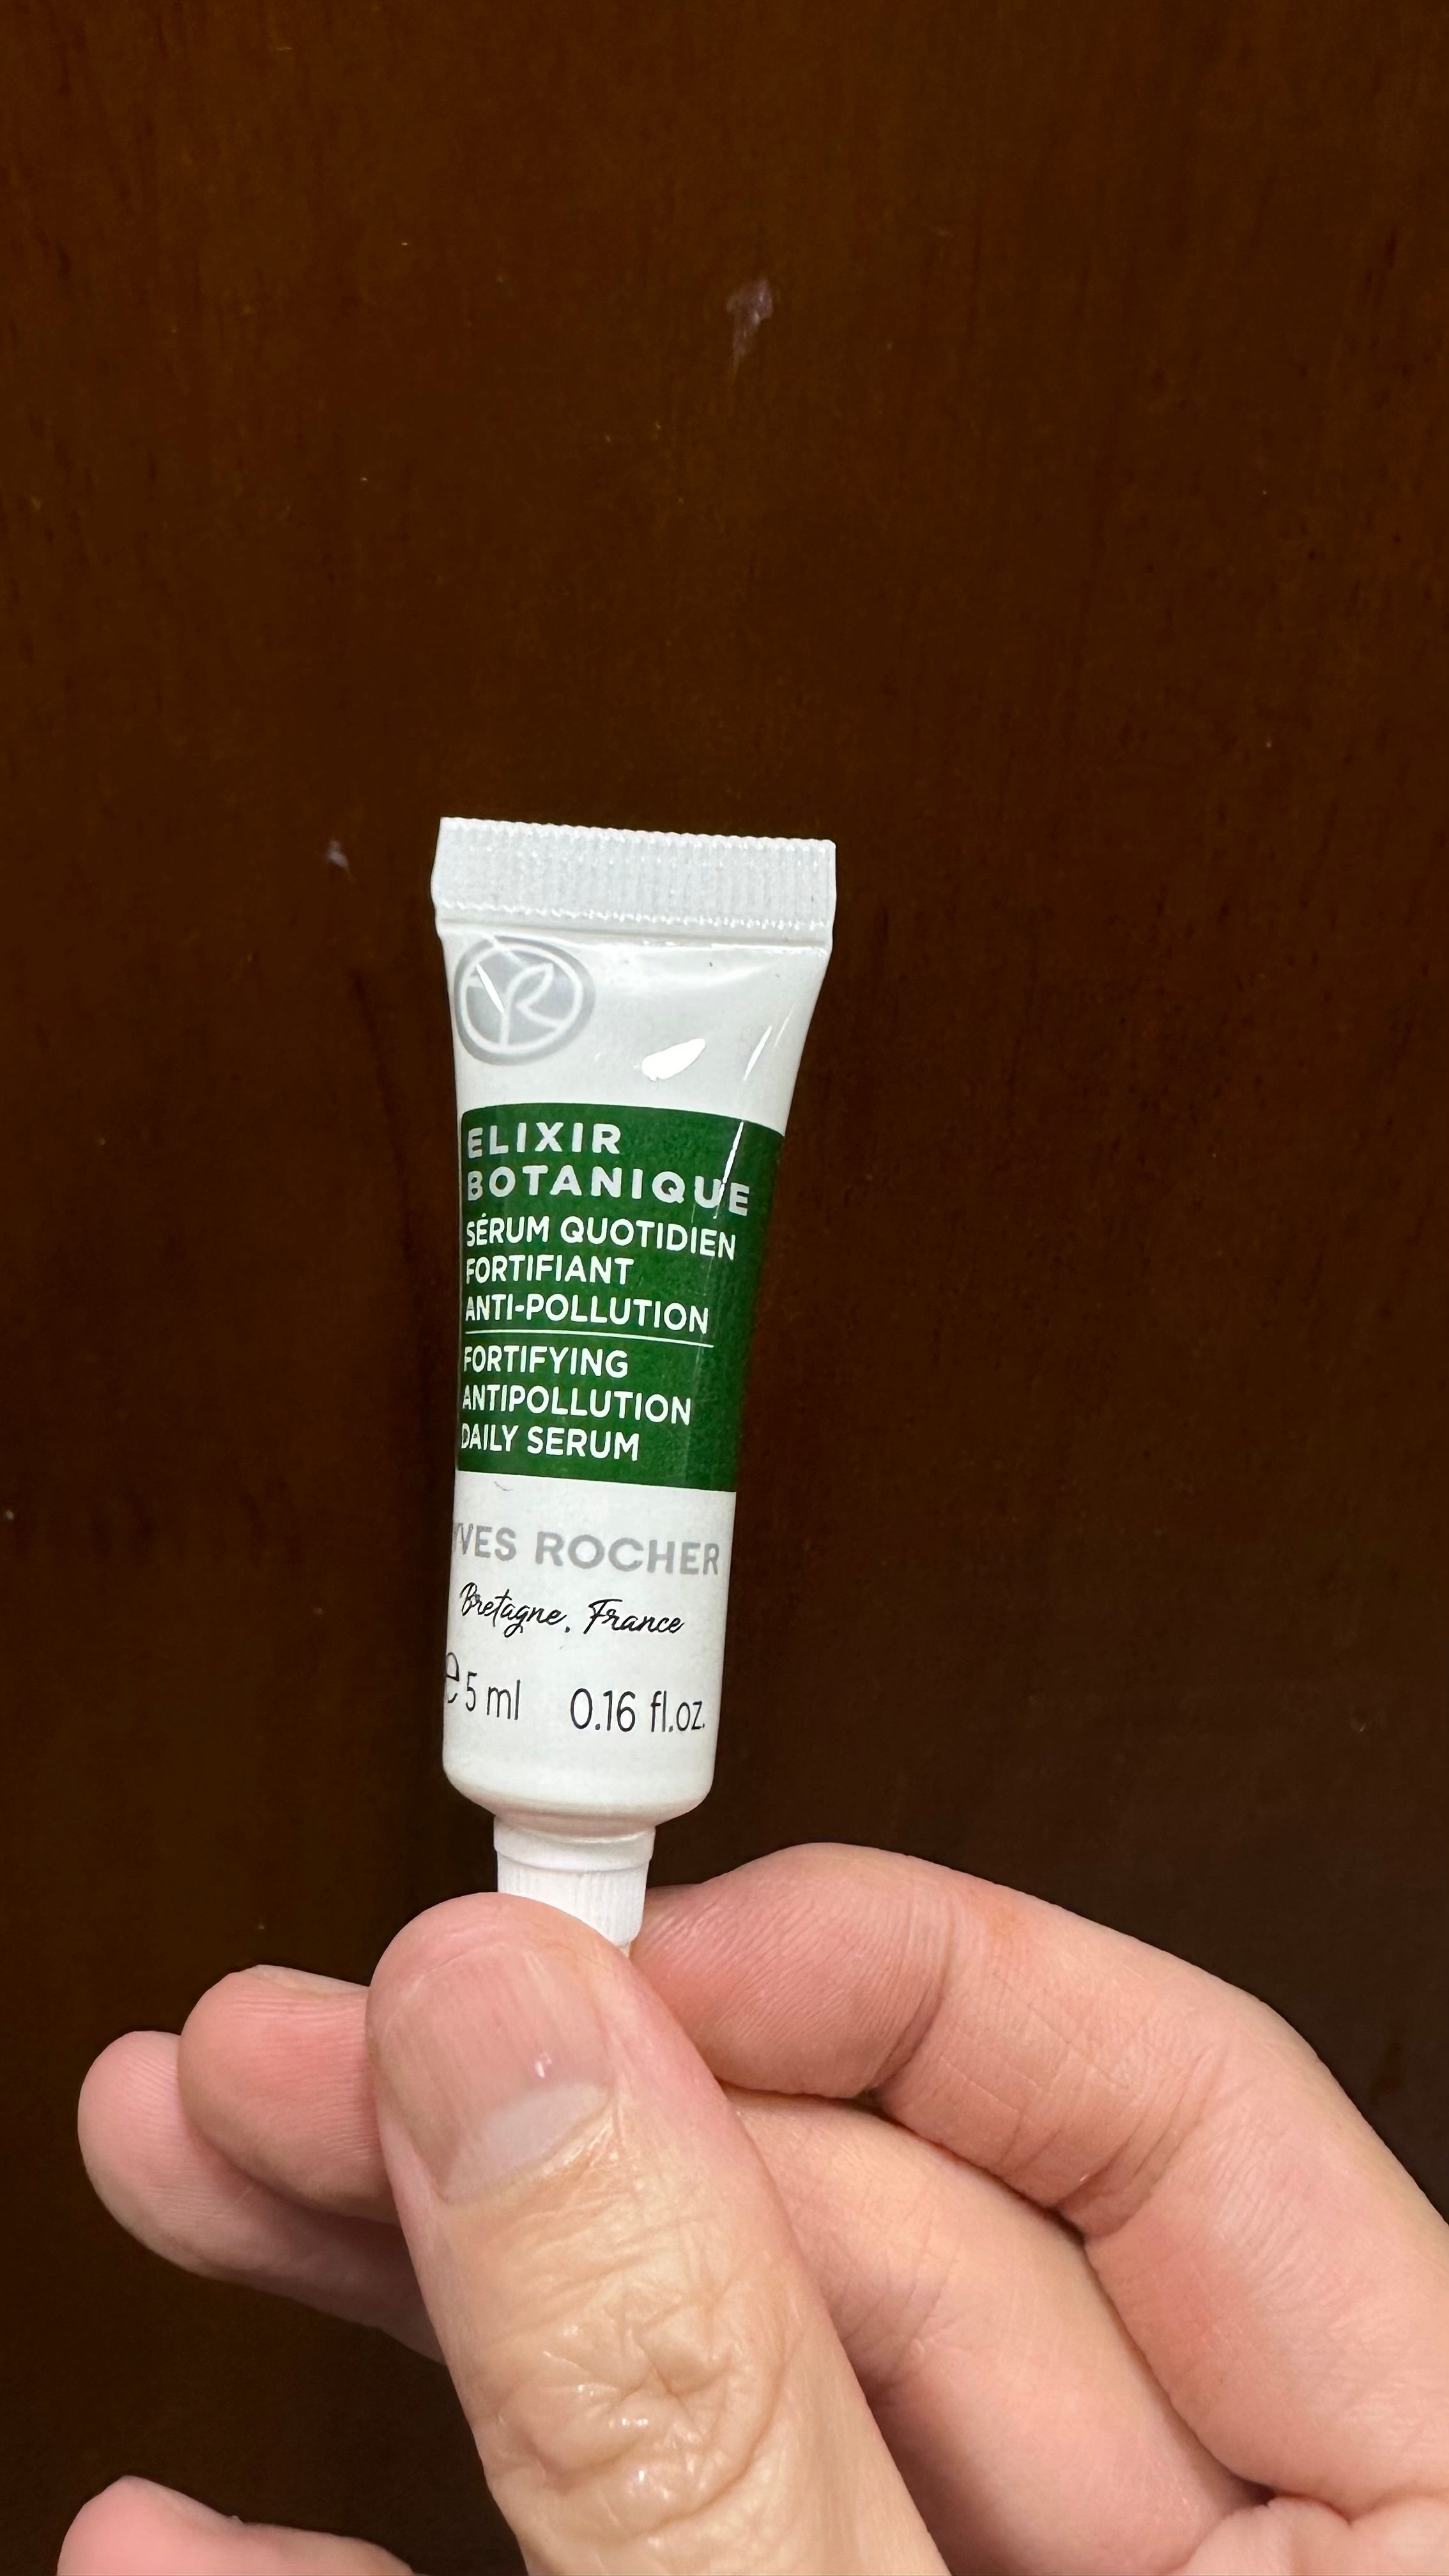 ELIXIR
BOTANIQUE
SÉRUM QUOTIDIEN
FORTIFIANT
ANTI-POLLUTION
FORTIFYING
ANTIPOLLUTION
DAILY SERUM
YVES ROCHER
Bretagne, France
e 5 ml 0.16 fl.oz.